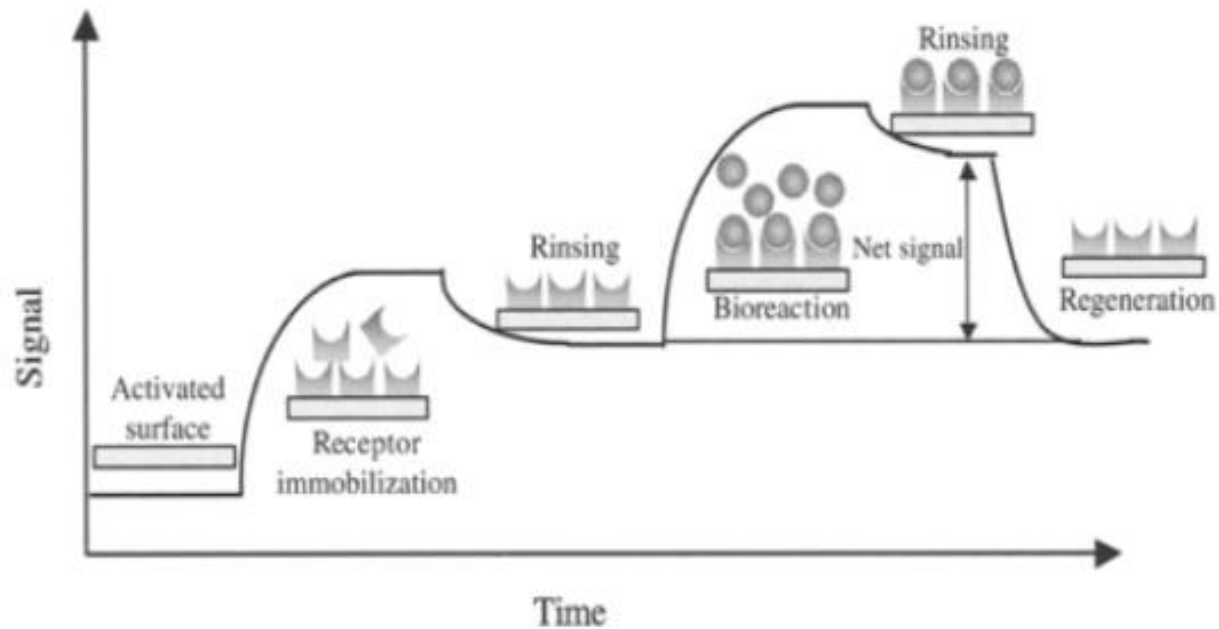 Rinsing
Rinsing
Net signal
Bioreaction
Regeneration
Activated
surface
Receptor
immobilization
Signal
Time